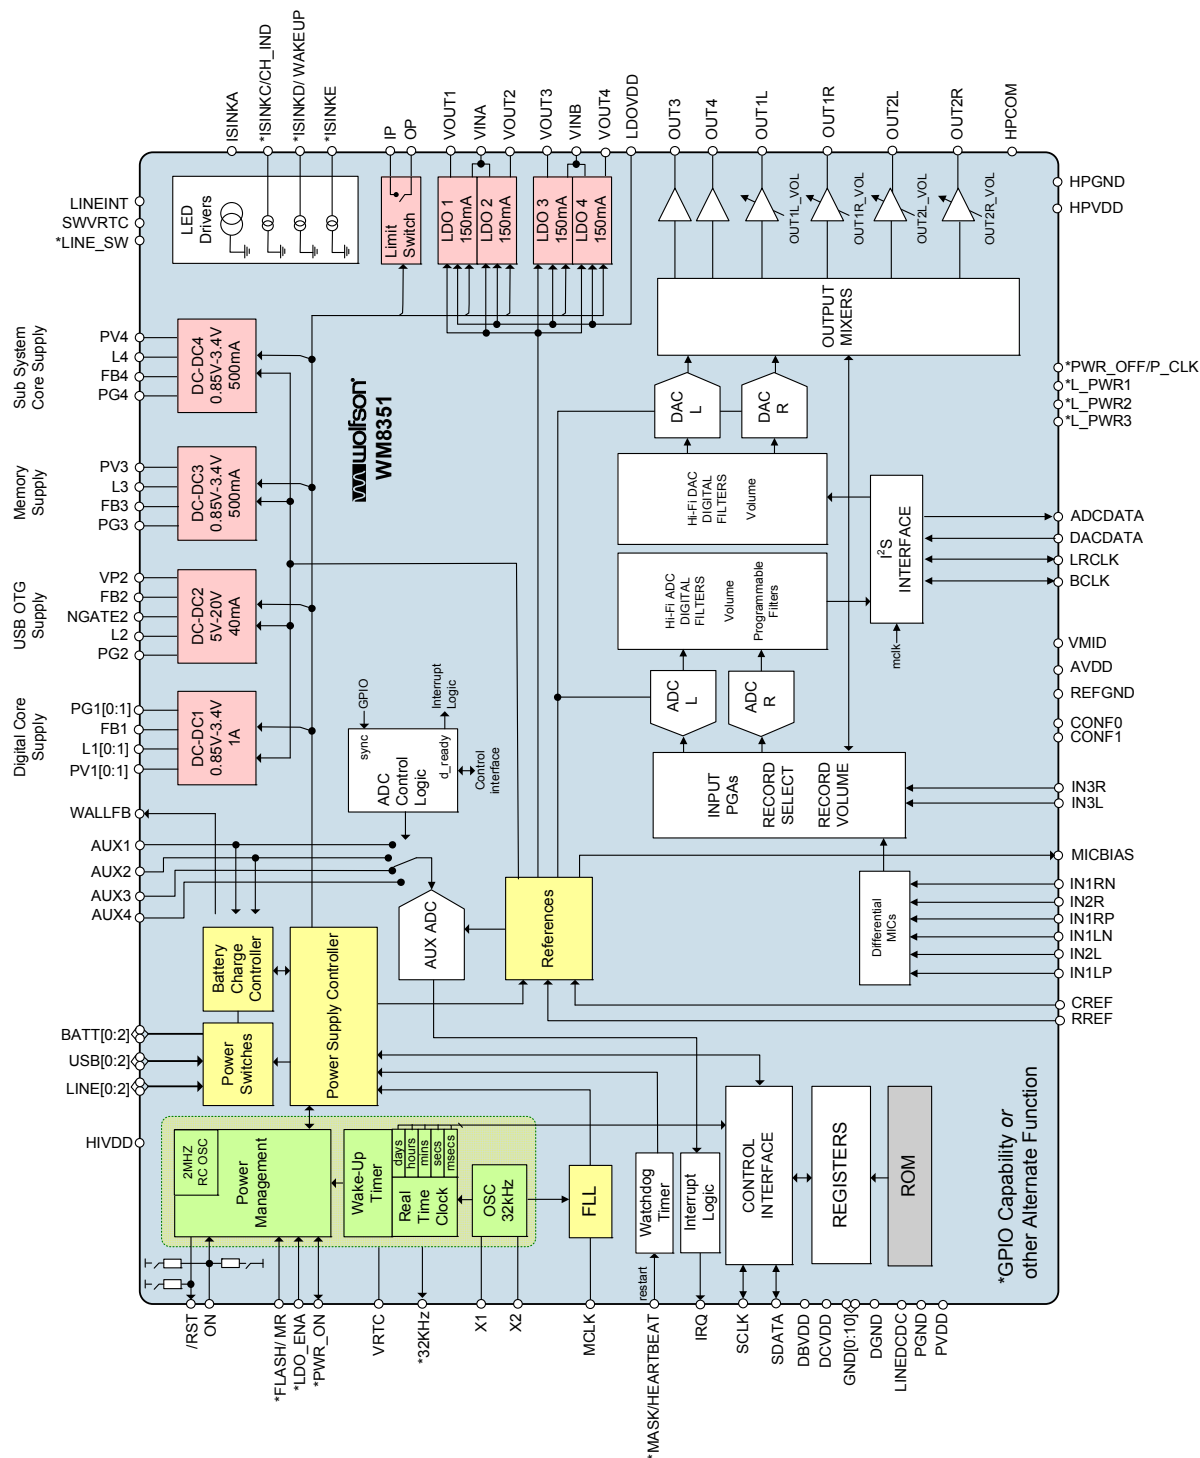 ISINKA
*ISINKC/CH_IND
*ISINKD/ WAKEUP
*ISINKE
IP
OP
VOUT1
VINA
VOUT2
VOUT3
VINB
VOUT4
LDOVDD
OUT3
OUT4
OUT1L
OUT1R
OUT2L
OUT2R
HPCOM
LINEINT
SWVRTC
*LINE_SW
LED
Drivers
Limit
Switch
LDO 1
150mA
LDO 2
150mA
LDO 3
150mA
LDO 4
150mA
OUT1L_VOL
OUT1R_VOL
OUT2L_VOL
OUT2R_VOL
HPGND
HPVDD
OUTPUT
MIXERS
Sub System
Core Supply
PV4
L4
FB4
PG4
DC-DC4
0.85V-3.4V
500mA
*PWR_OFF/P_CLK
*L_PWR1
*L_PWR2
*L_PWR3
wolfson
WM8351
DAC
L
DAC
R
Memory
Supply
PV3
L3
FB3
PG3
DC-DC3
0.85V-3.4V
500mA
Hi-Fi DAC
DIGITAL
FILTERS
Volume
I2S
INTERFACE
mclk
ADCDATA
DACDATA
LRCLK
BCLK
USB OTG
Supply
VP2
FB2
NGATE2
L2
PG2
DC-DC2
5V-20V
40mA
Hi-Fi ADC
DIGITAL
FILTERS
Volume
Programmable
Filters
VMID
AVDD
REFGND
CONF0
CONF1
Digital Core
Supply
PG1[0:1]
FB1
L1[0:1]
PV1[0:1]
DC-DC1
0.85V-3.4V
1A
GPIO
Interrupt
Logic
sync
d_ready
ADC
Control
Logic
Control
interface
ADC
L
ADC
R
INPUT
PGAs
RECORD
SELECT
RECORD
VOLUME
IN3R
IN3L
WALLFB
AUX1
AUX2
AUX3
AUX4
MICBIAS
IN1RN
IN2R
IN1RP
IN1LN
IN2L
IN1LP
CREF
RREF
Differential
MICs
AUX ADC
References
Battery
Charge
Controller
Power
Switches
Power Supply Controller
BATT[0:2]
USB[0:2]
LINE[0:2]
HIVDD
2MHZ
RC OSC
Power
Management
Wake-Up
Timer
days
hours
mins
secs
msecs
Real
Time
Clock
OSC
32kHz
FLL
Watchdog
Timer
restart
Interrupt
Logic
CONTROL
INTERFACE
REGISTERS
ROM
*GPIO Capability or
other Alternate Function
/RST
ON
*FLASH/ MR
*LDO_ENA
*PWR_ON
VRTC
*32KHz
X1
X2
MCLK
*MASK/HEARTBEAT
IRQ
SCLK
SDATA
DBVDD
DCVDD
GND[0:10]
DGND
LINEDCDC
PGND
PVDD